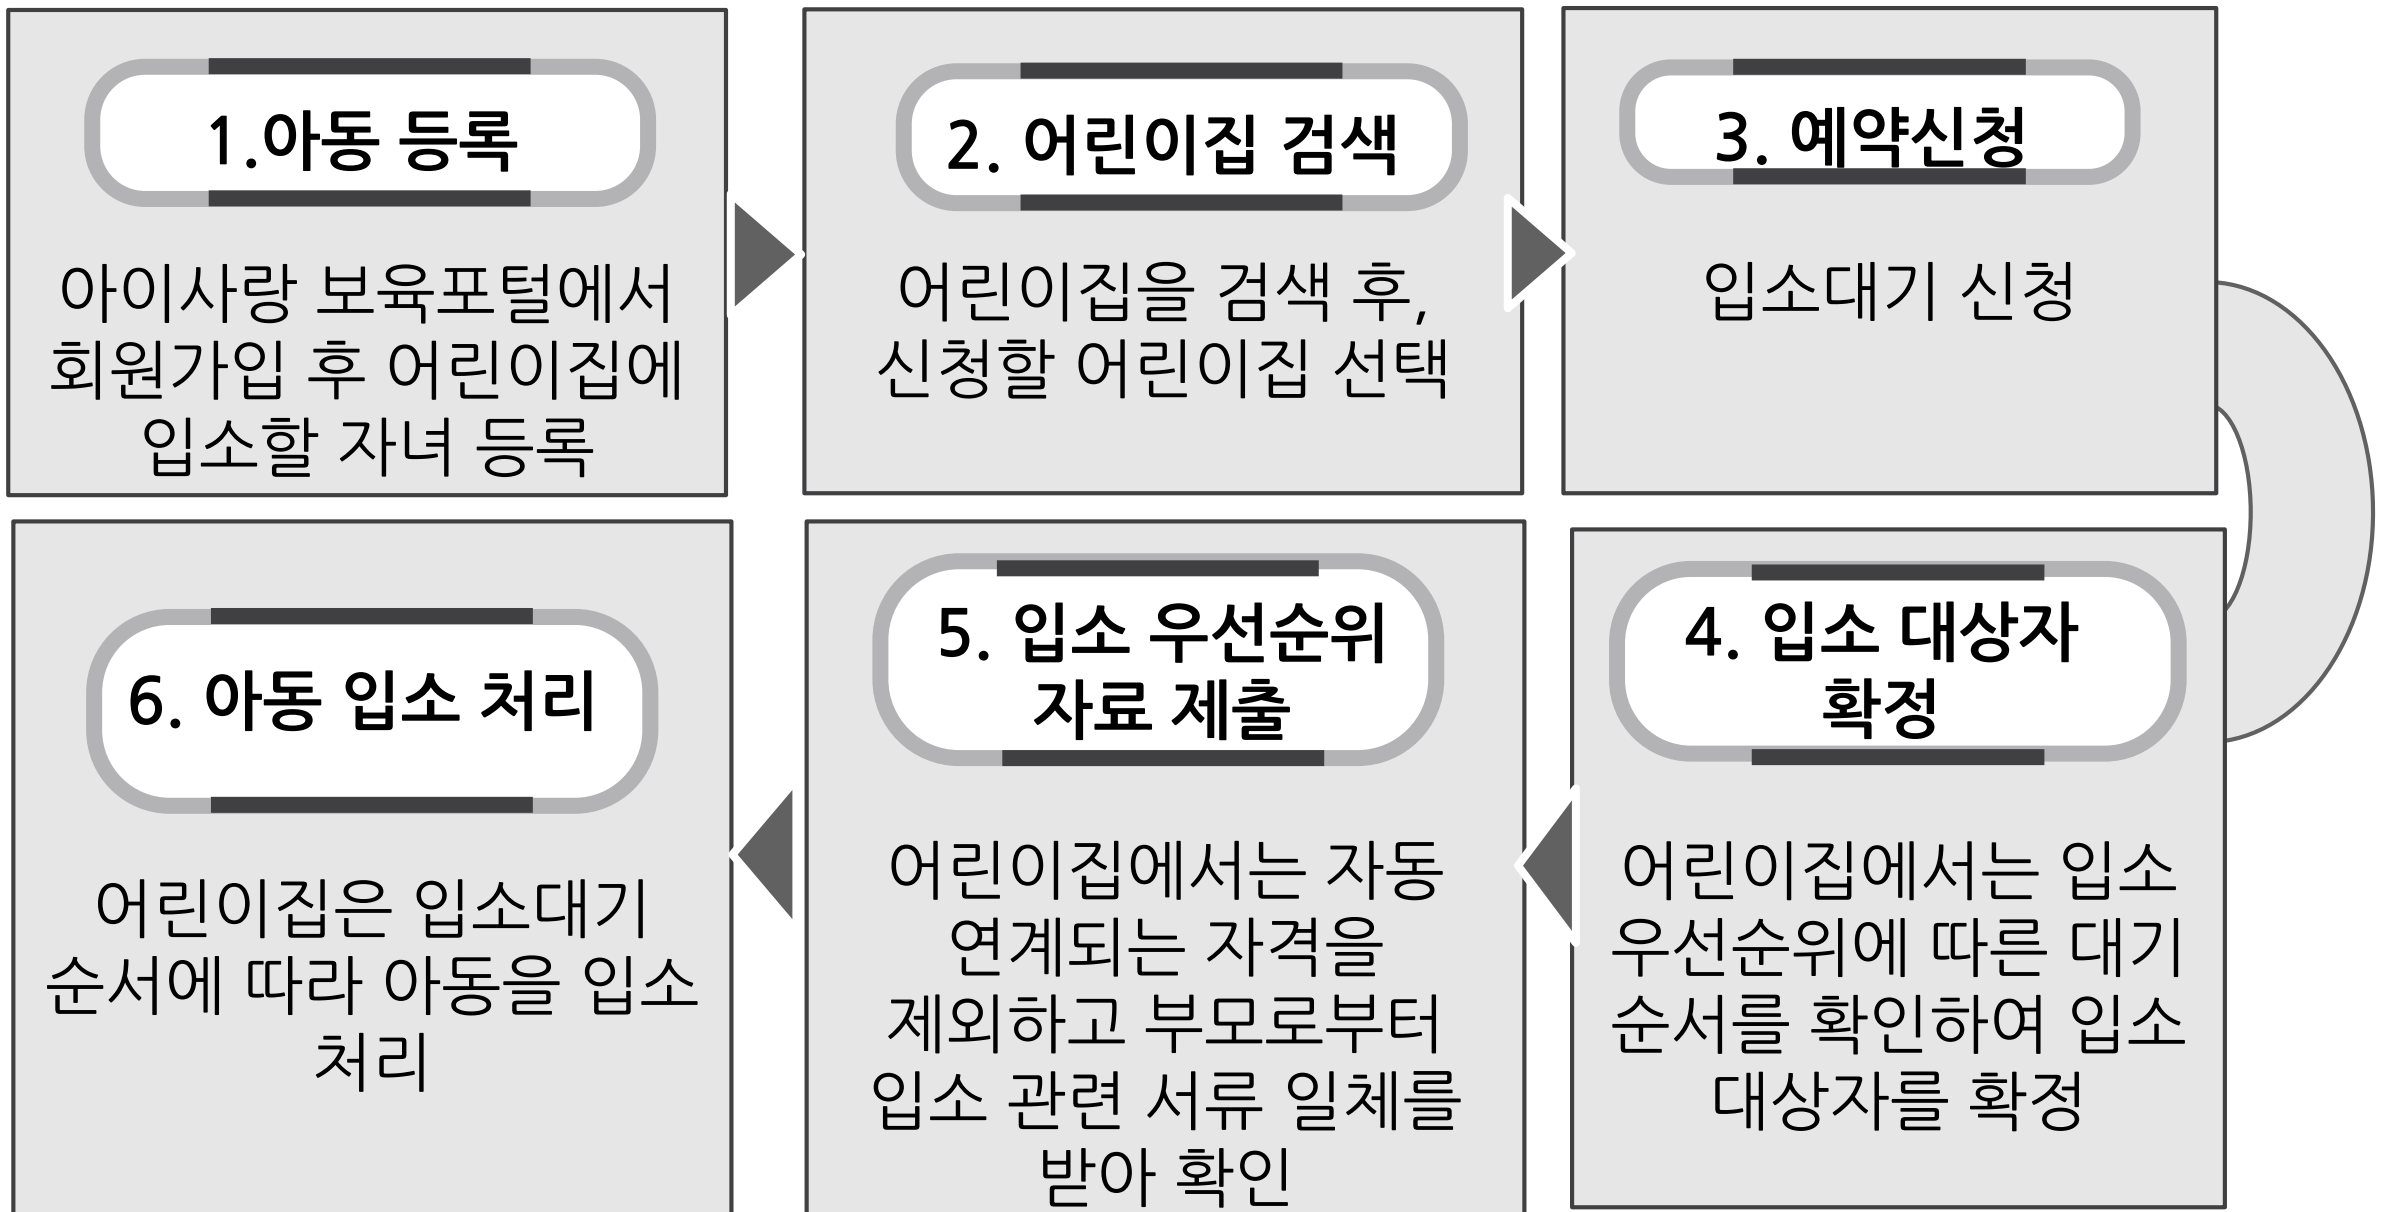 1.아동 등록
아이사랑 보육포털에서
회원가입 후 어린이집에
입소할 자녀 등록
2. 어린이집 검색
어린이집을 검색 후,
신청할 어린이집 선택
3. 예약신청
입소대기 신청
4. 입소 대상자
확정
어린이집에서는 입소
우선순위에 따른 대기
순서를 확인하여 입소
대상자를 확정
5. 입소 우선순위
자료 제출
어린이집에서는 자동
연계되는 자격을
제외하고 부모로부터
입소 관련 서류 일체를
받아 확인
6. 아동 입소 처리
어린이집은 입소대기
순서에 따라 아동을 입소
처리